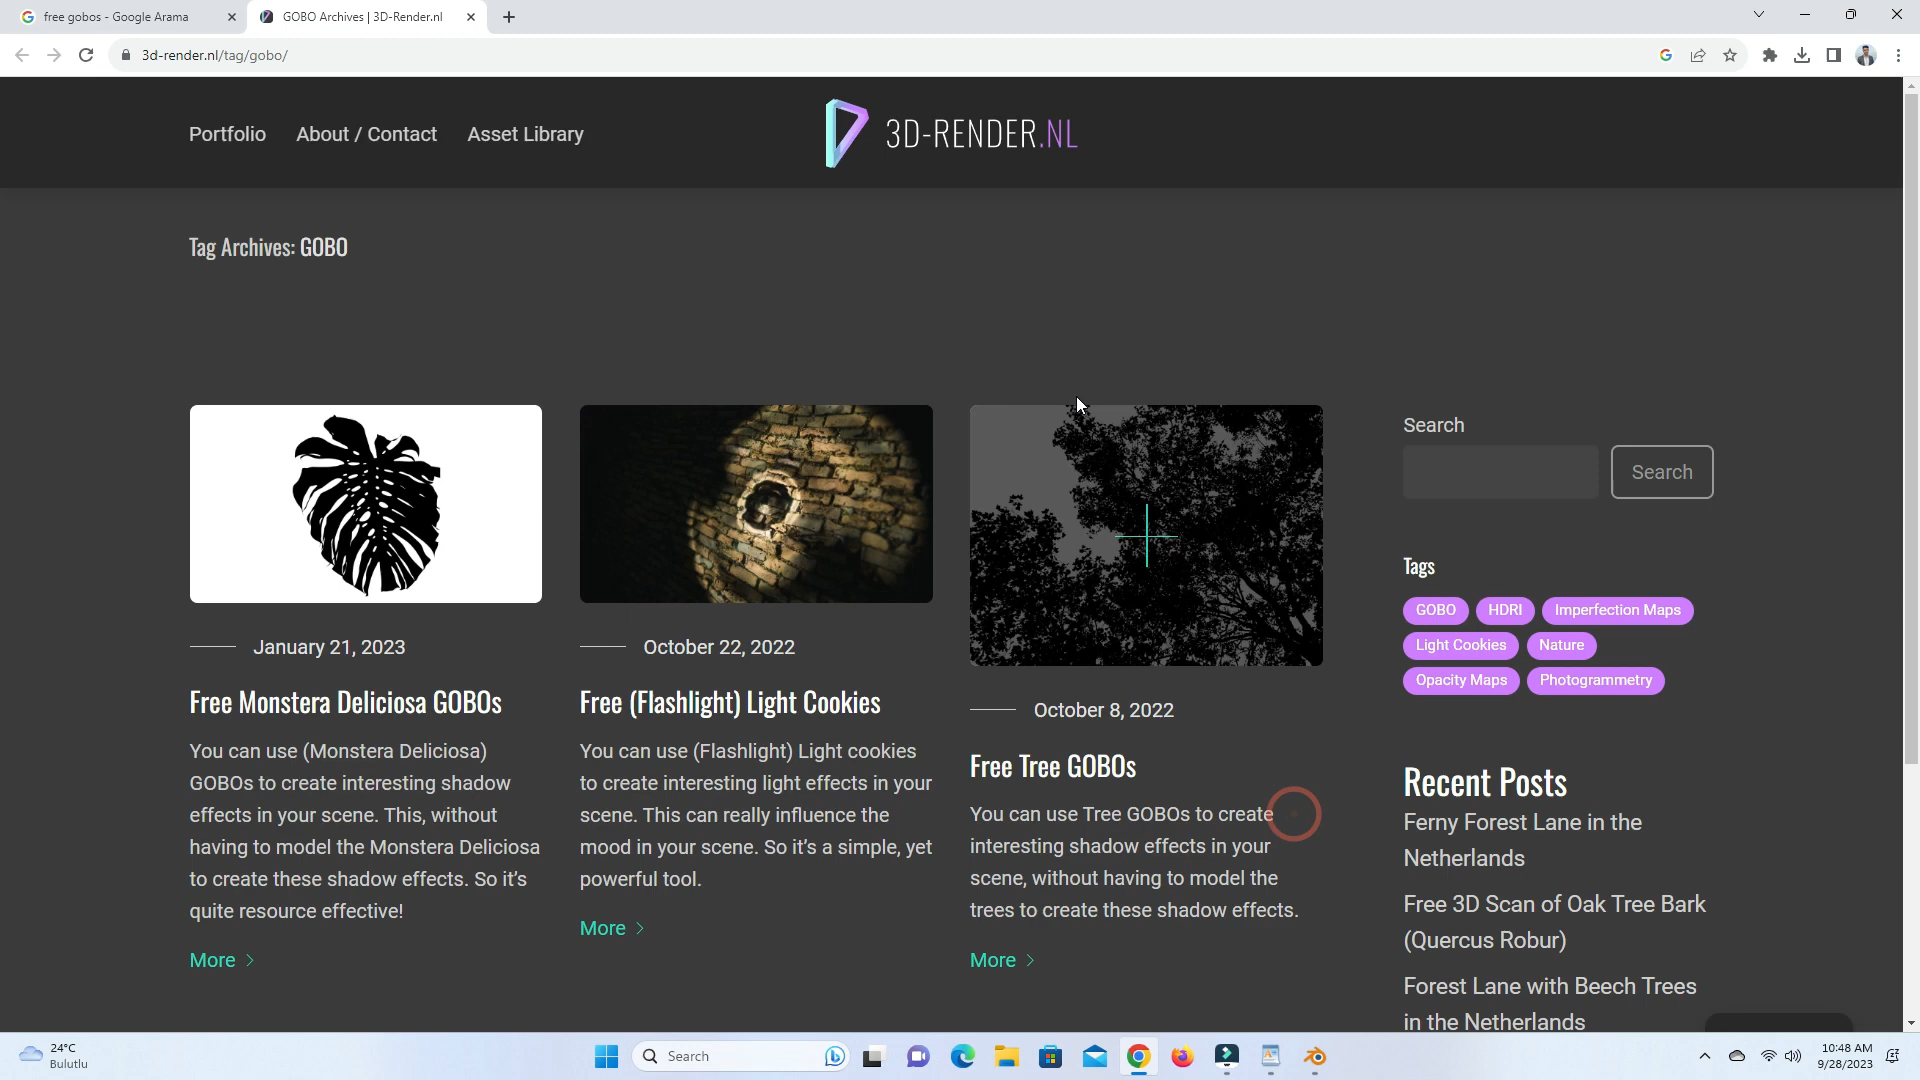 free gobos - Google Arama
GOBO Archives | 3D-Render.nl
3d-render.nl/tag/gobo/
Portfolio
About / Contact
Asset Library
3D-RENDER.NL
Tag Archives: GOBO
January 21, 2023
Free Monstera Deliciosa GOBOs
You can use (Monstera Deliciosa)
GOBOs to create interesting shadow
effects in your scene. This, without
having to model the Monstera Deliciosa
to create these shadow effects. So it's
quite resource effective!
More
October 22, 2022
Free (Flashlight) Light Cookies
You can use (Flashlight) Light cookies
to create interesting light effects in your
scene. This can really influence the
mood in your scene. So it's a simple, yet
powerful tool.
More
October 8, 2022
Free Tree GOBOs
You can use Tree GOBOs to create
interesting shadow effects in your
scene, without having to model the
trees to create these shadow effects.
More
Search
Search
Tags
GOBO
HDRI
Imperfection Maps
Light Cookies
Nature
Opacity Maps
Photogrammetry
Recent Posts
Ferny Forest Lane in the
Netherlands
Free 3D Scan of Oak Tree Bark
(Quercus Robur)
Forest Lane with Beech Trees
in the Netherlands
24°C
Bulutlu
Search
10:48 AM
9/28/2023